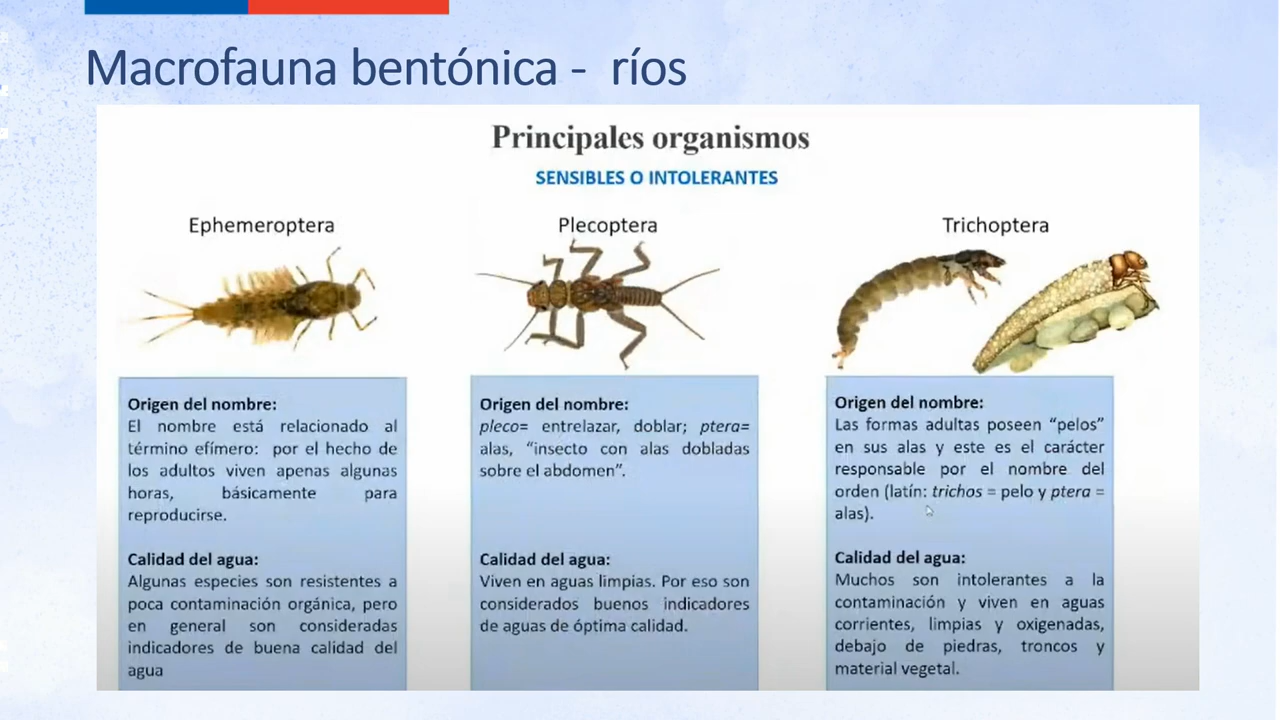 Macrofauna bentónica - ríos
Principales organismos
SENSIBLES O INTOLERANTES
Ephemeroptera
Origen del nombre:
El nombre está relacionado al
término efímero: por el hecho de
los adultos viven apenas algunas
horas, básicamente para
reproducirse.
Calidad del agua:
Algunas especies son resistentes a
poca contaminación orgánica, pero
en general son consideradas
indicadores de buena calidad del
agua
Plecoptera
Origen del nombre:
pleco= entrelazar, doblar; ptera=
alas, “insecto con alas dobladas
sobre el abdomen”.
Calidad del agua:
Viven en aguas limpias. Por eso son
considerados buenos indicadores
de aguas de óptima calidad.
Trichoptera
Origen del nombre:
Las formas adultas poseen “pelos”
en sus alas y este es el carácter
responsable por el nombre del
orden (latín: trichos = pelo y ptera =
alas).
Calidad del agua:
Muchos son intolerantes a la
contaminación y viven en aguas
corrientes, limpias y oxigenadas,
debajo de piedras, troncos y
material vegetal.